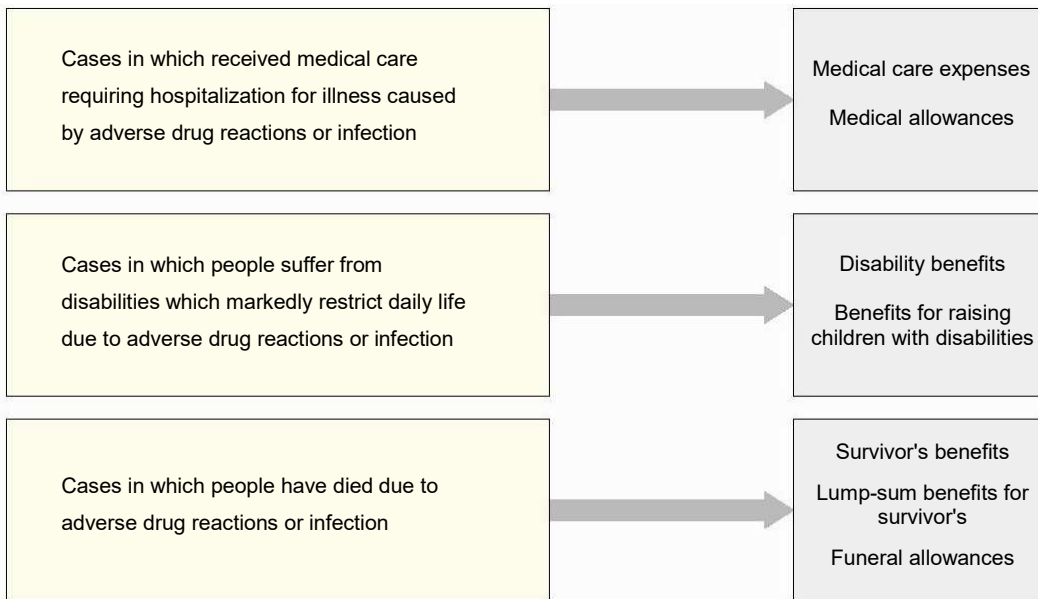 Cases in which received medical care
requiring hospitalization for illness caused
by adverse drug reactions or infection
Medical care expenses
Medical allowances
Cases in which people suffer from
disabilities which markedly restrict daily life
due to adverse drug reactions or infection
Disability benefits
Benefits for raising
children with disabilities
Cases in which people have died due to
adverse drug reactions or infection
Survivor's benefits
Lump-sum benefits for
survivor's
Funeral allowances